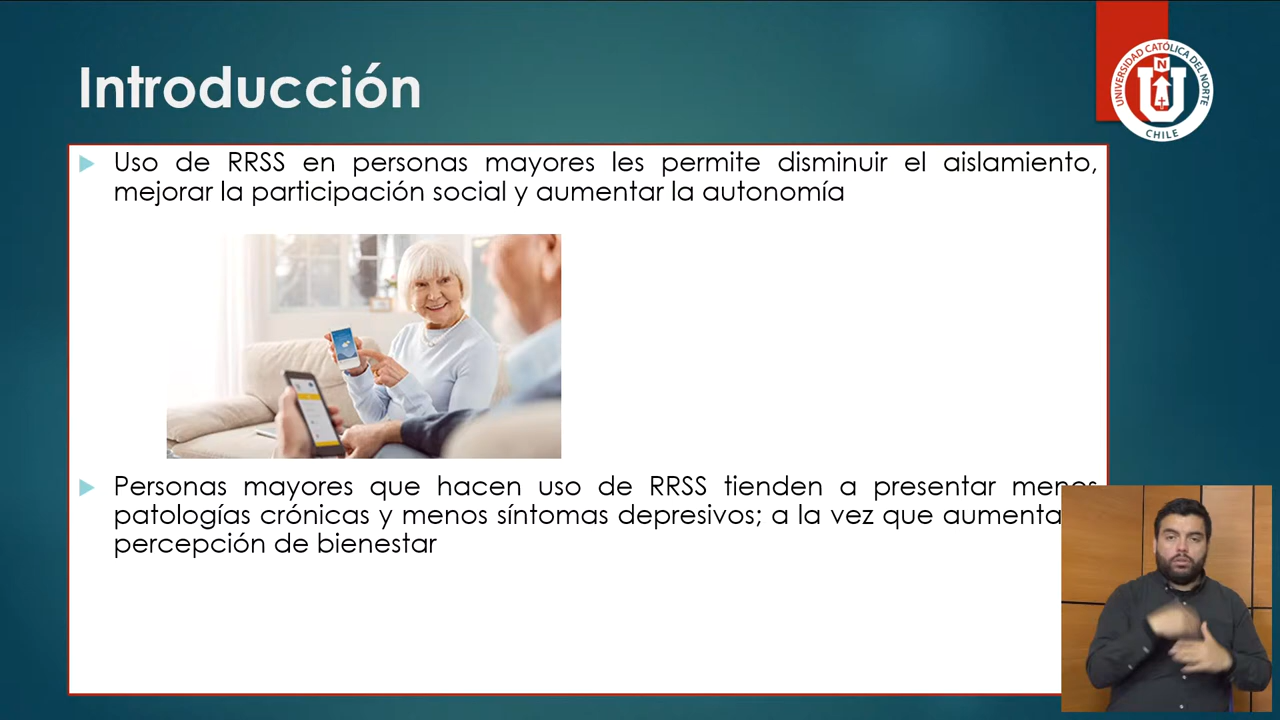 Introducción
UNIVERSIDAD CATÓLICA DEL NORTE
N
CHILE
Uso de RRSS en personas mayores les permite disminuir el aislamiento,
mejorar la participación social y aumentar la autonomía
Personas mayores que hacen uso de RRSS tienden a presentar menos
patologías crónicas y menos síntomas depresivos; a la vez que aumenta
percepción de bienestar